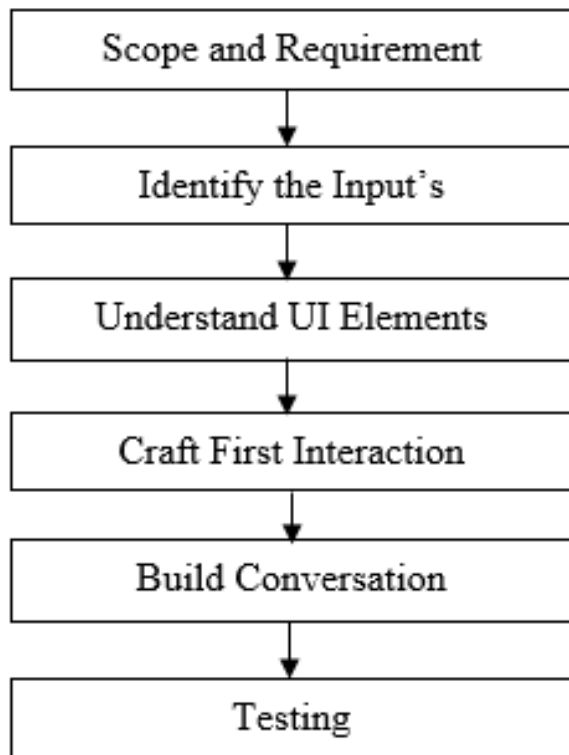 Scope and Requirement
Identify the Input’s
Understand UI Elements
Craft First Interaction
Build Conversation
Testing